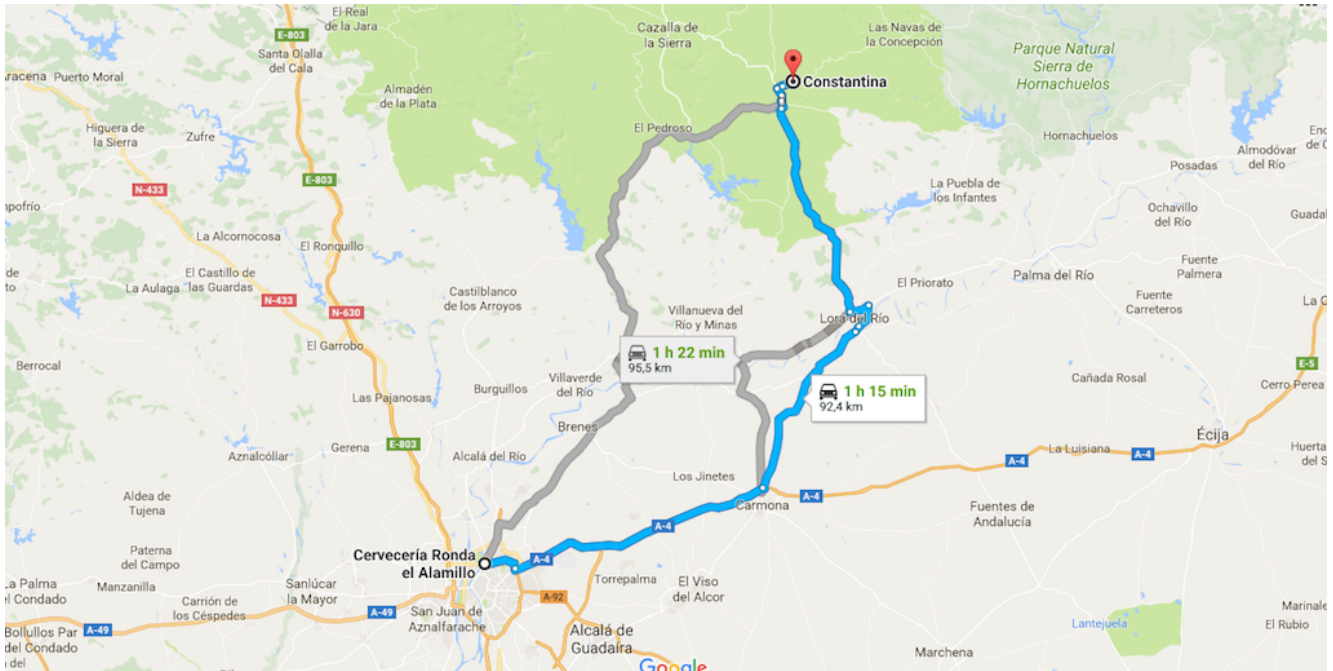 El Real
de la Jara
E-803
Santa Olalla
del Cala
Cazalla de
la Sierra
Las Navas de
la Concepción
Parque Natural
Sierra de
Hornachuelos
Aracena
Puerto Moral
Almadén
de la Plata
Constantina
Higuera de
la Sierra
Zufre
El Pedroso
Hornachuelos
Almodóvar
del Río
Posadas
E-803
N-433
La Puebla de
los Infantes
Ochavillo
del Río
La Alcornocosa
El Ronquillo
El Castillo de
las Guardas
La Aulaga
N-433
N-630
Castilblanco
de los Arroyos
El Priorato
Palma del Río
Fuente
Palmera
Fuente
Carreteros
Villanueva del
Río y Minas
Lora del Río
El Garrobo
1 h 22 min
95,5 km
Berrocal
Burguillos
Villaverde
del Río
1 h 15 min
92,4 km
E-5
Cañada Rosal
Cerro Perea
Las Pajanosas
Brenes
Écija
E-803
Gerena
Aznalcóllar
Alcalá del Río
La Luisiana
A-4
A-4
Los Jinetes
A-4
Carmona
Aldea de
Tujena
Fuentes de
Andalucía
A-4
Paterna
del Campo
Cervecería Ronda
el Alamillo
A-4
La Palma
el Condado
Manzanilla
Sanlúcar
la Mayor
Torrepalma
El Viso
del Alcor
A-92
Carrión de
los Céspedes
A-49
San Juan de
Aznalfarache
A-49
Bollullos Par
del Condado
Alcalá de
Guadaíra
Lantejuela
El Rubio
Marchena
Google